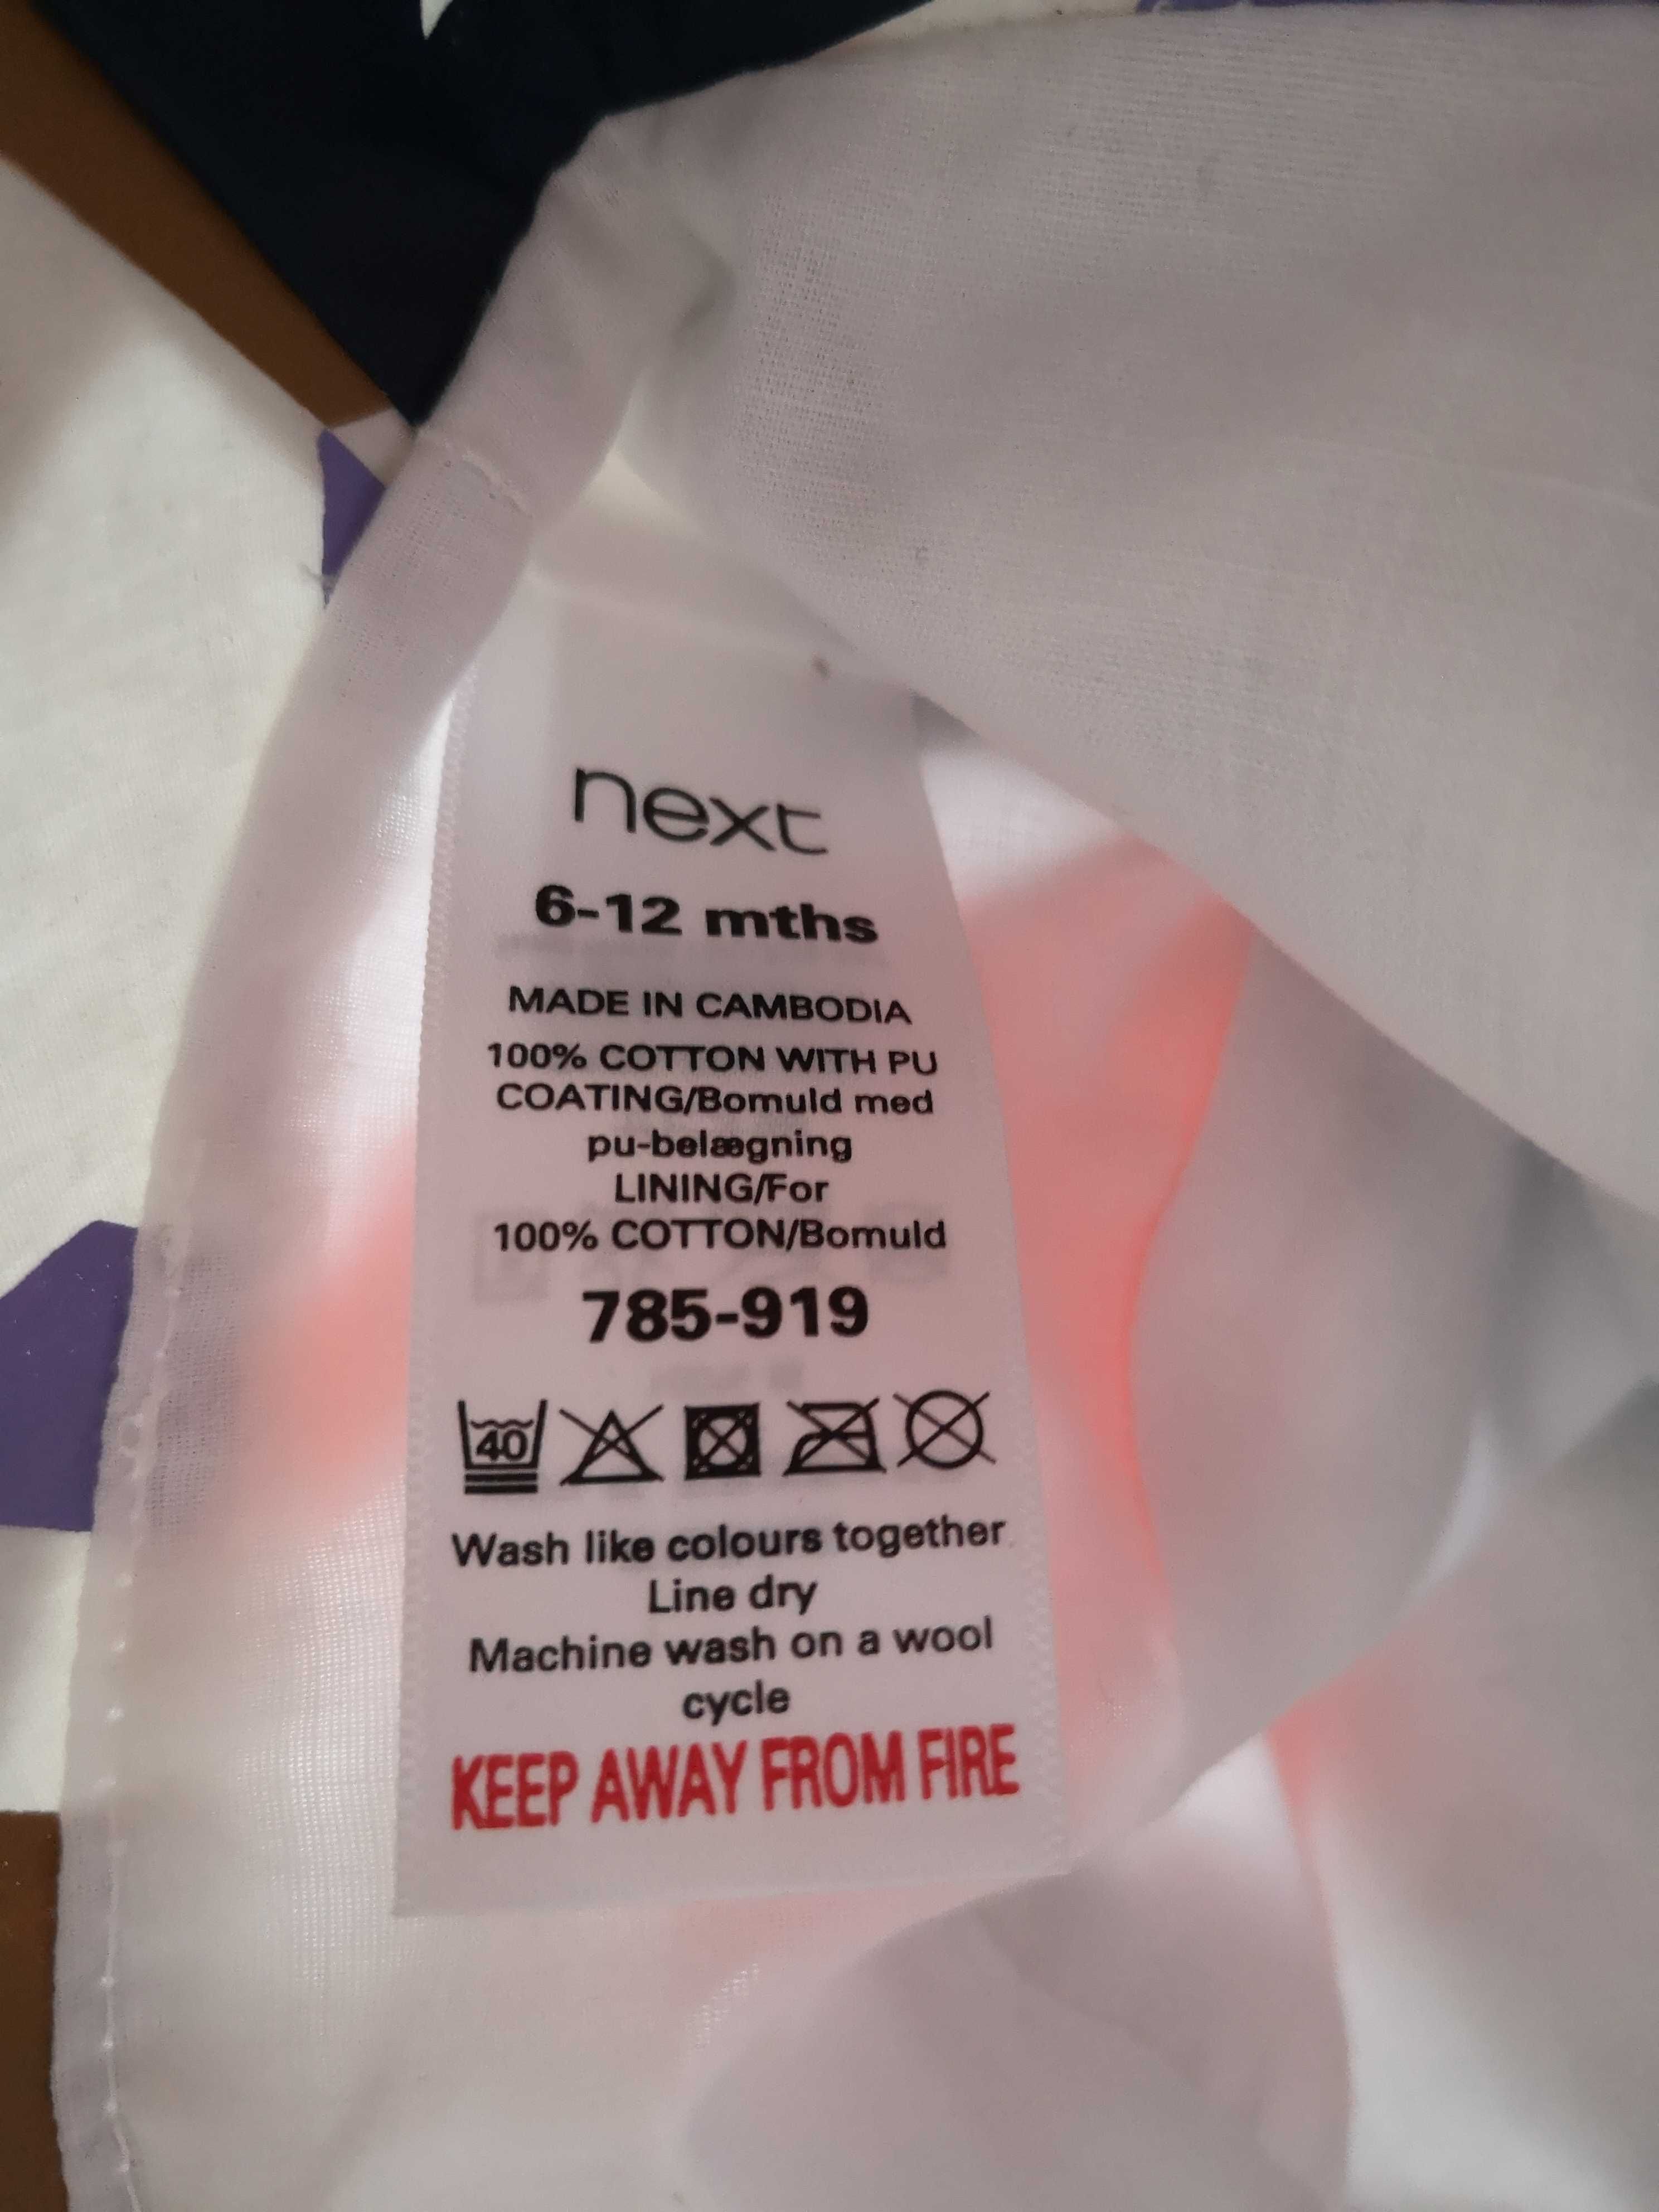 next
6-12 mths
MADE IN CAMBODIA
100% COTTON WITH PU
COATING/Bomuld med
pu-belægning
LINING/For
100% COTTON/Bomuld
785-919
40
Wash like colours together
Line dry
Machine wash on a wool
cycle
KEEP AWAY FROM FIRE